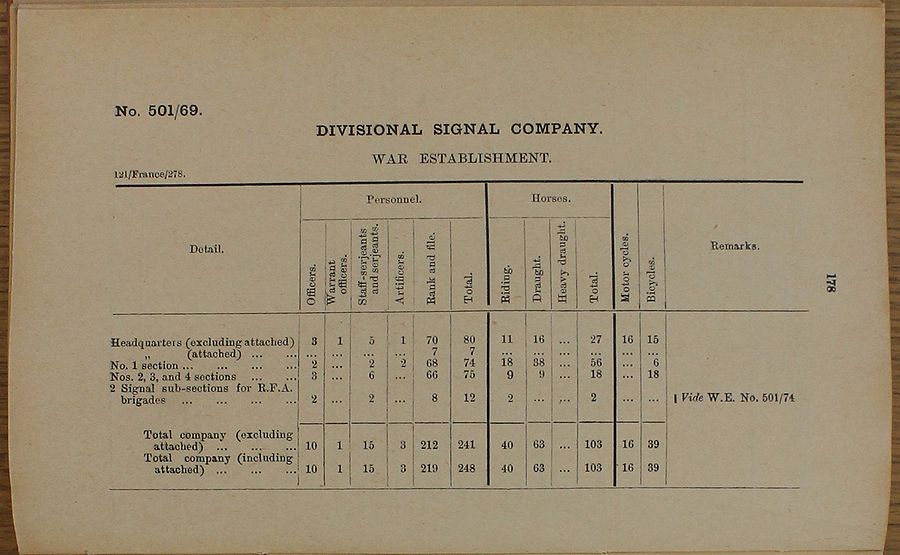 No. 501/69.
DIVISIONAL SIGNAL COMPANY.
WAR ESTABLISHMENT.
121/France/278.
Detail. Personnel. Horses. Motor cycles. Bicycles. Remarks.
Officers. Warrant officers. Staff-serjeants and serjeants. Artificers. Rank and file. Total. Riding. Draught. Heavy draught. Total.
178
Headquarters (excluding attached) 3 1 5 1 70 80 11 16 ... 27 16 15
„ (attached) ... ... ... ... ... ... 7 7 ... ... ... ... ... ...
No. 1 section ... ... ... ... 2 ... 2 2 68 74 18 38 ... 56 ... 6
Nos. 2, 3, and 4 sections ... ... 3 ... 6 ... 66 75 9 9 ... 18 ... 18
2 Signal sub-sections for R.F.A.
brigades ... ... ... ... 2 ... 2 ... 8 12 2 ... ... 2 ... ... Vide W.E. No. 501/74
Total company (excluding
attached) ... ... ... 10 1 15 3 212 241 40 63 ... 103 16 39
Total company (including
attached) ... ... ... 10 1 15 3 219 248 40 63 ... 103 16 39